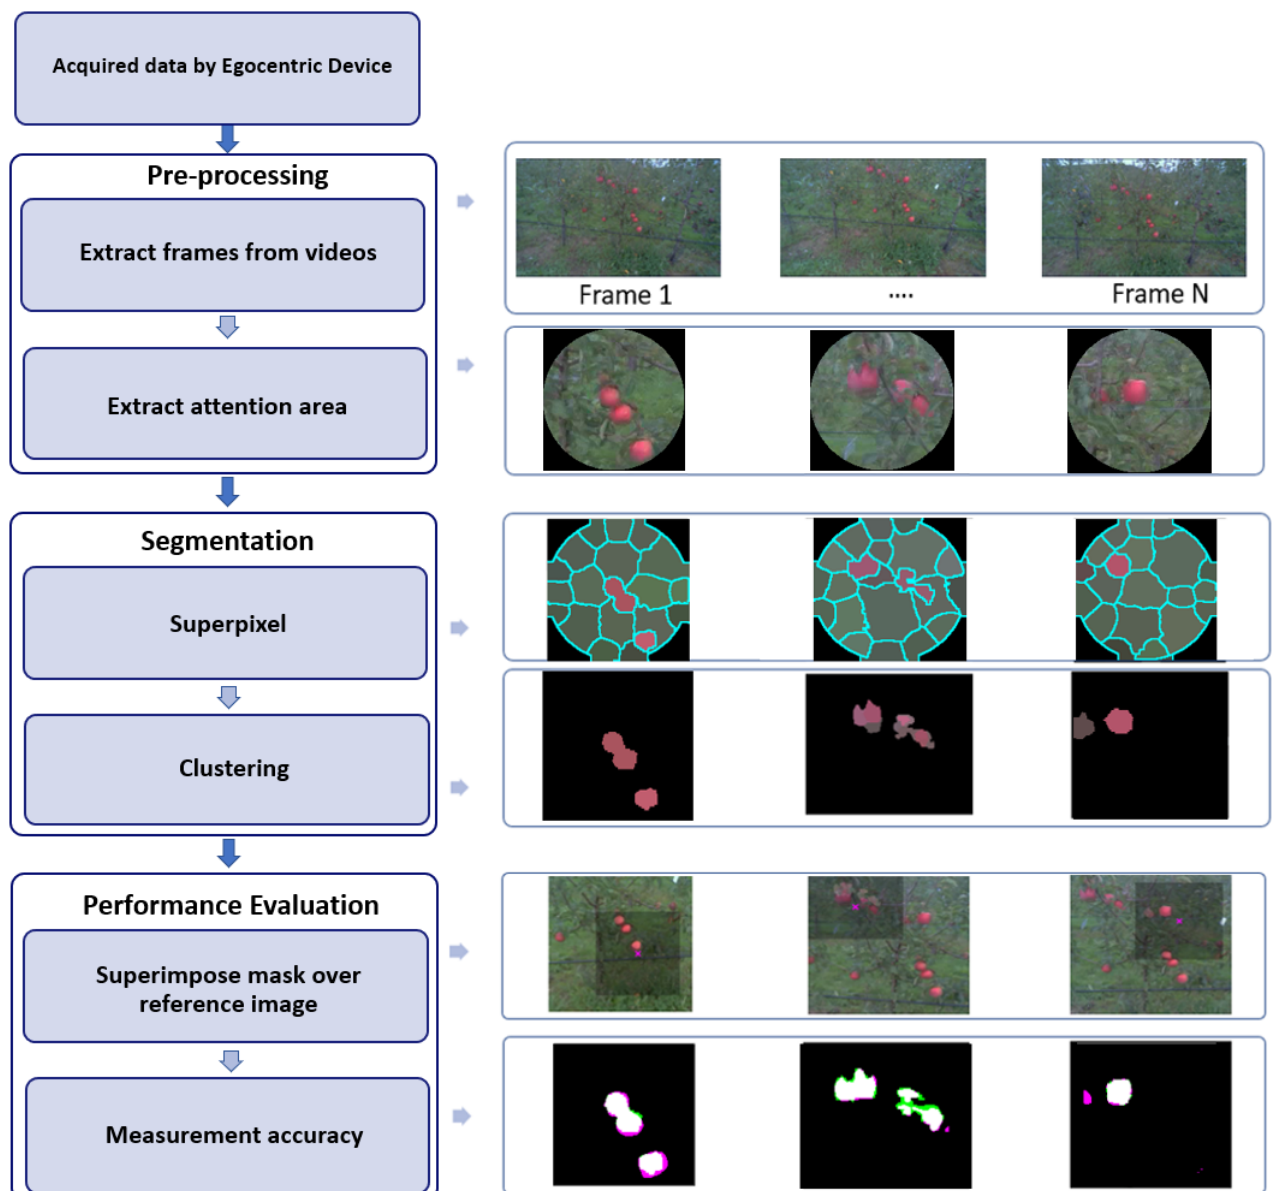 Acquired data by Egocentric Device
Pre-processing
Extract frames from videos
Frame 1
....
Frame N
Extract attention area
Segmentation
Superpixel
Clustering
Performance Evaluation
Superimpose mask over
reference image
Measurement accuracy